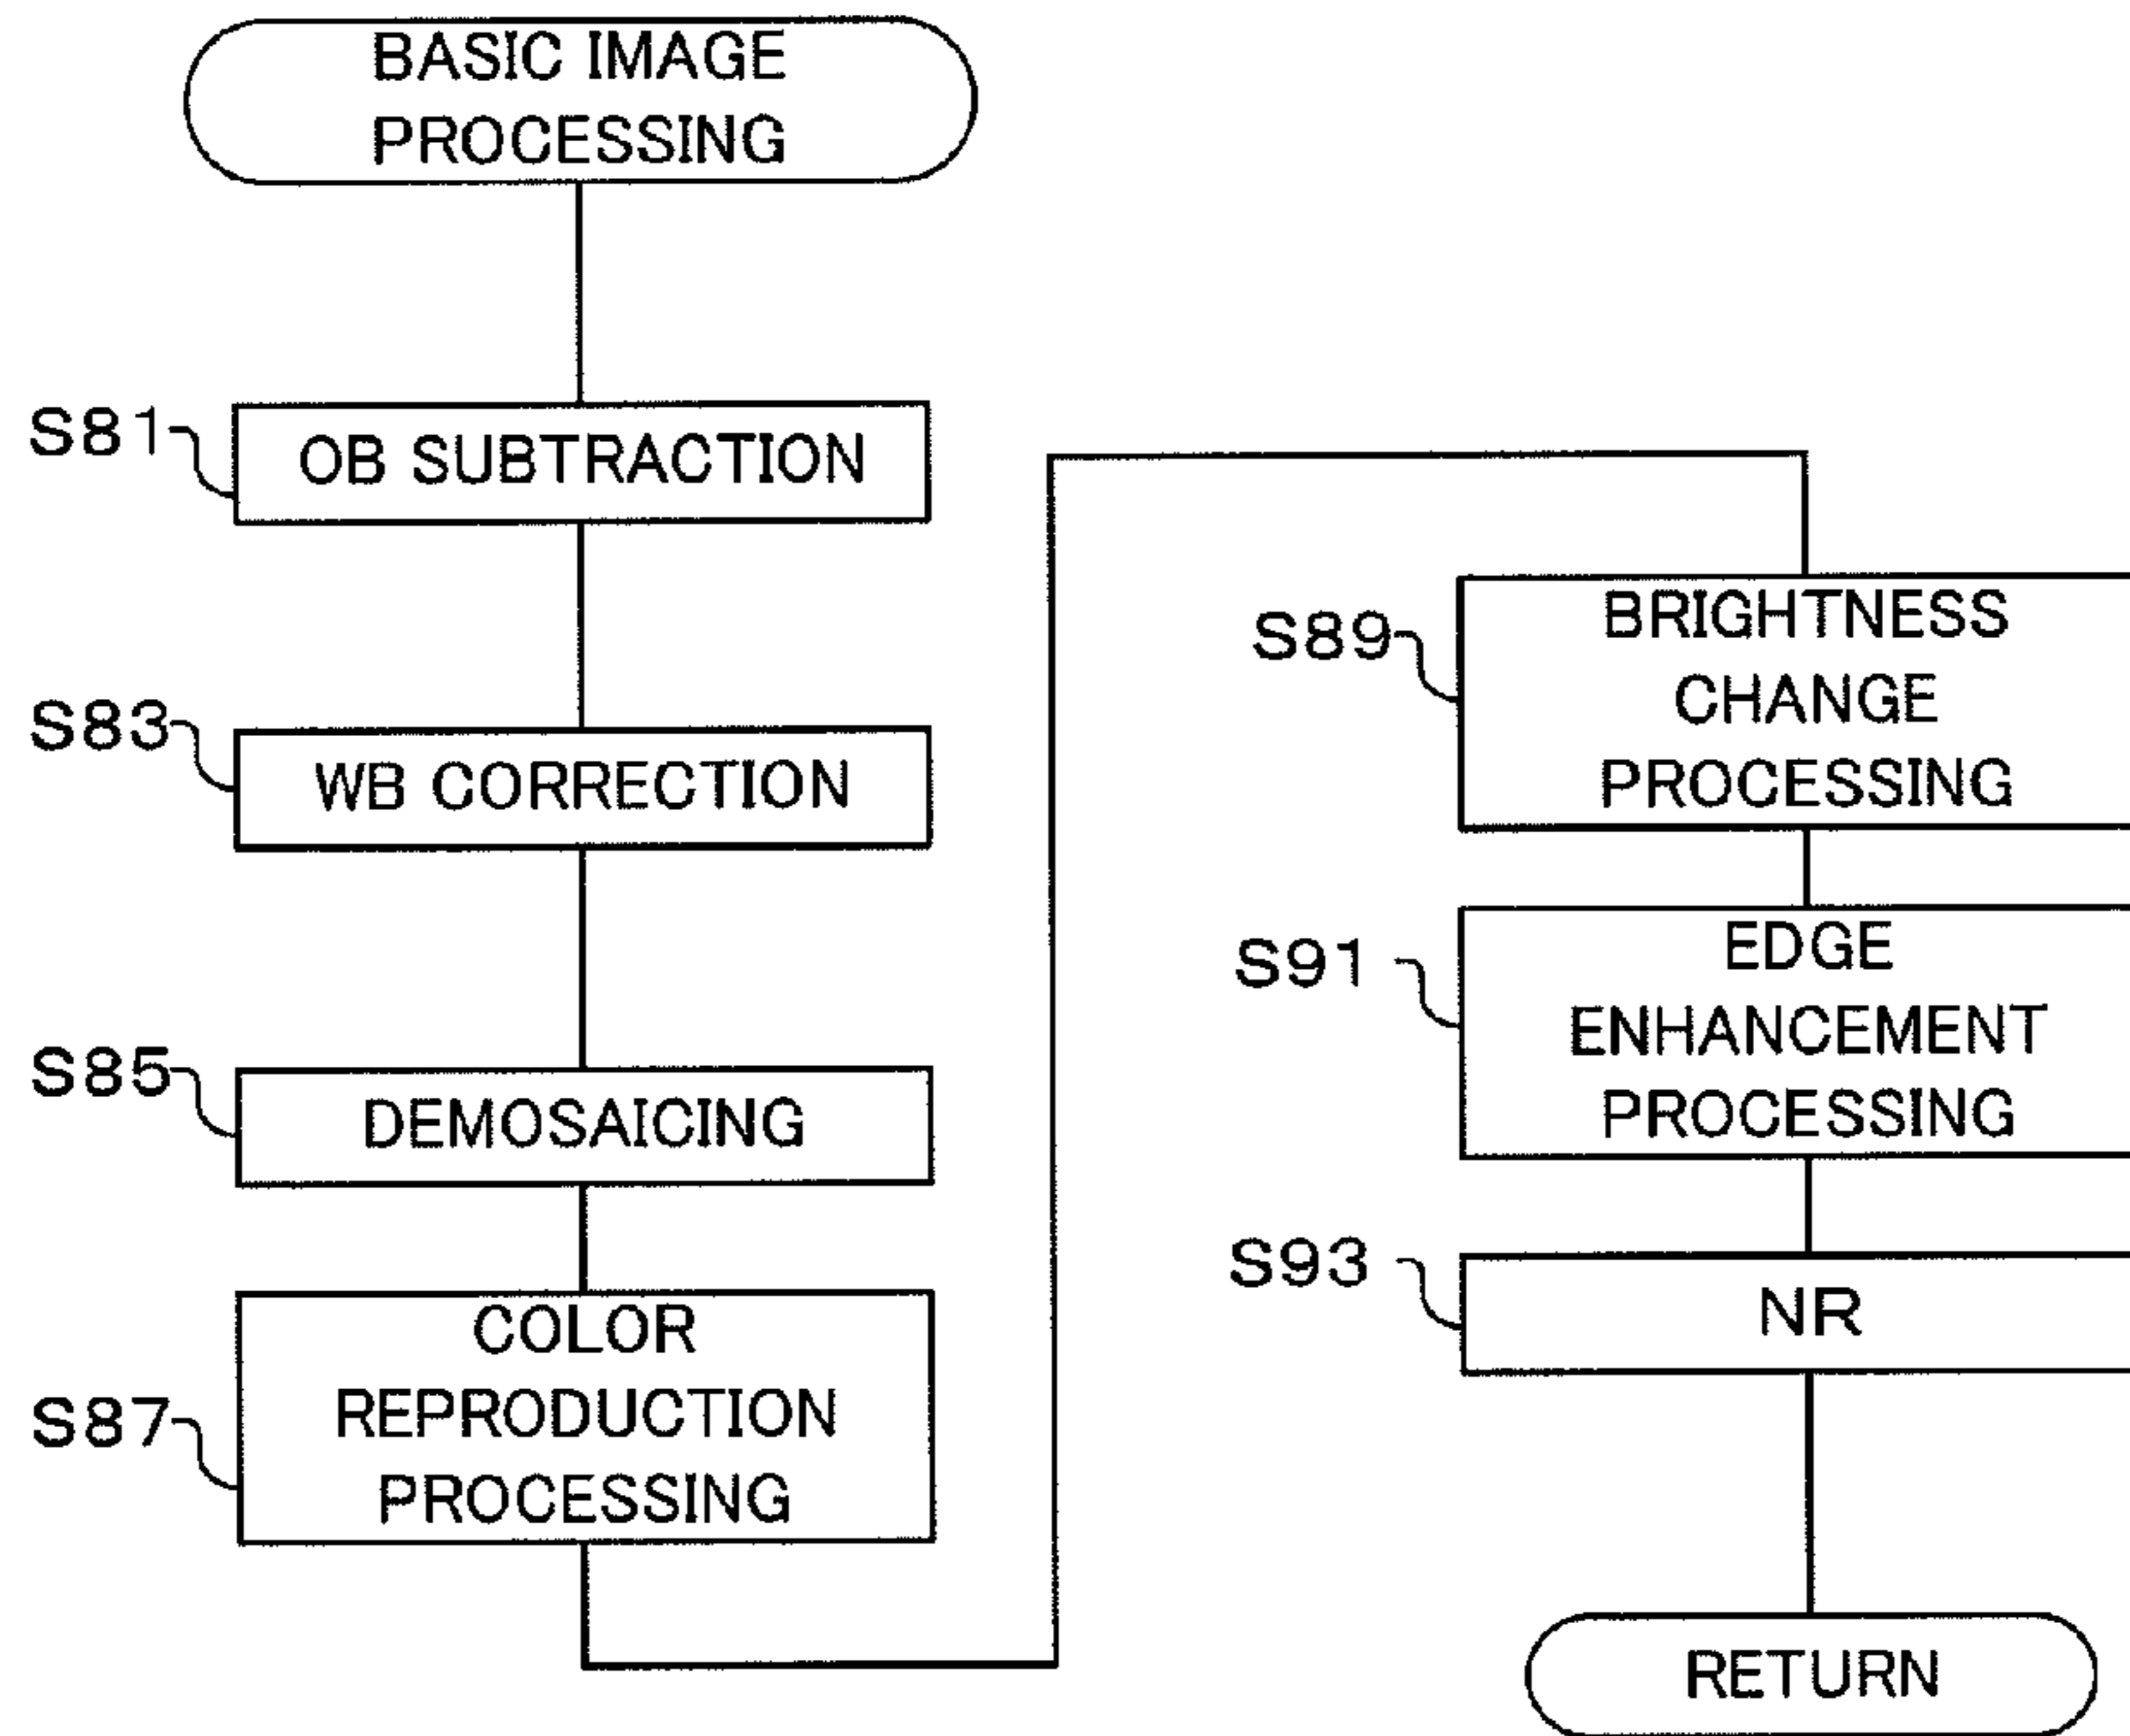 BASIC IMAGE
PROCESSING
S81
OB SUBTRACTION
S83
WB CORRECTION
S85
DEMOSAICING
S87
COLOR
REPRODUCTION
PROCESSING
S89
BRIGHTNESS
CHANGE
PROCESSING
S91
EDGE
ENHANCEMENT
PROCESSING
S93
NR
RETURN